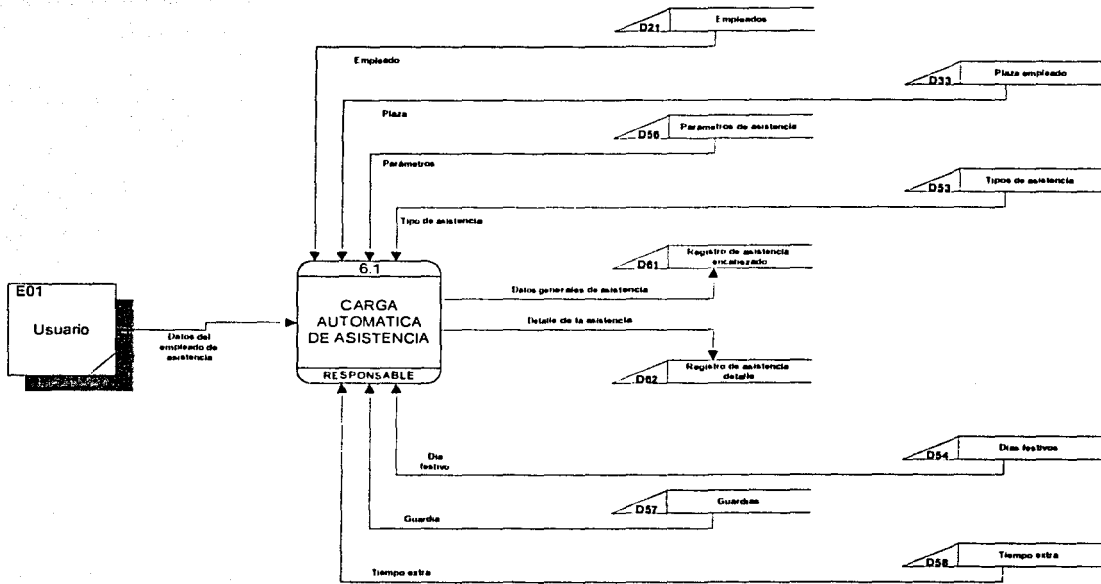 D21
Empleados
Empleado
D33
Plaza empleado
Plaza
D56
Parámetros de asistencia
Parámetros
D53
Tipos de asistencia
Tipo de asistencia
6.1
CARGA
AUTOMATICA
DE ASISTENCIA
RESPONSABLE
D61
Registro de asistencia
encabezado
Datos generales de asistencia
E01
Usuario
Datos del
empleado de
asistencia
Detalle de la asistencia
D62
Registro de asistencia
detalle
D54
Dias festivos
Dia
festivo
D57
Guardias
Guardia
D58
Tiempo extra
Tiempo extra